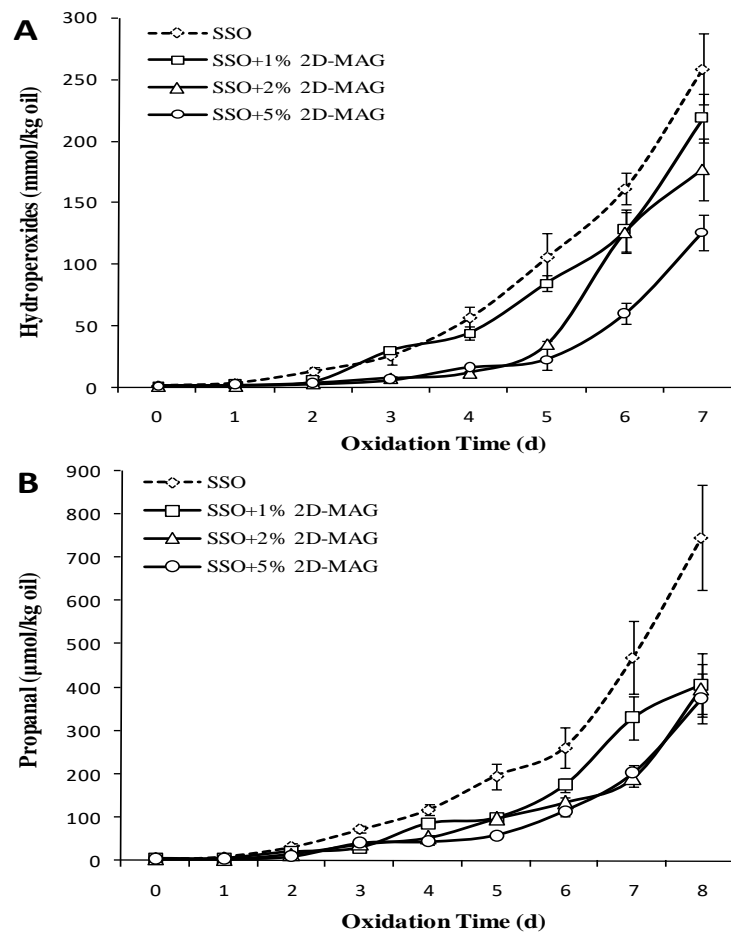 A
SSO
SSO+1% 2D-MAG
SSO+2% 2D-MAG
SSO+5% 2D-MAG
300
250
200
150
100
50
0
Hydroperoxides (mmol/kg oil)
0 1 2 3 4 5 6 7
Oxidation Time (d)
B
SSO
SSO+1% 2D-MAG
SSO+2% 2D-MAG
SSO+5% 2D-MAG
900
800
700
600
500
400
300
200
100
0
Propanal (µmol/kg oil)
0 1 2 3 4 5 6 7 8
Oxidation Time (d)